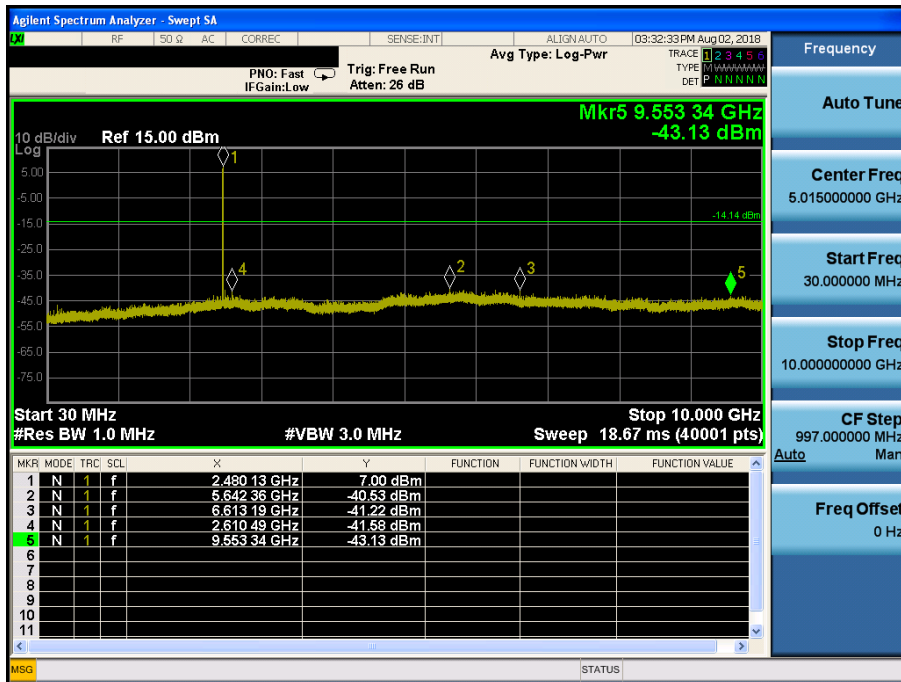 Agilent Spectrum Analyzer - Swept SA
LXI RF 50 Ω AC CORREC SENSE:INT ALIGN AUTO 03:32:33 PM Aug 02, 2018
Frequency
PNO: Fast
IFGain:Low
Trig: Free Run
Atten: 26 dB
Avg Type: Log-Pwr
TRACE 1 2 3 4 5 6
TYPE M WWWWW
DET P N N N N N
Auto Tune
Mkr5 9.553 34 GHz
-43.13 dBm
10 dB/div Ref 15.00 dBm
Log
5.00
-5.00
-15.0
-25.0
-35.0
-45.0
-55.0
-65.0
-75.0
1
-14.14 dBm
4
2
3
5
Center Freq
5.015000000 GHz
Start Freq
30.000000 MHz
Stop Freq
10.000000000 GHz
Start 30 MHz Stop 10.000 GHz
#Res BW 1.0 MHz #VBW 3.0 MHz Sweep 18.67 ms (40001 pts)
CF Step
997.000000 MHz
Auto Man
Freq Offset
0 Hz
MKR MODE TRC SCL X Y FUNCTION FUNCTION WIDTH FUNCTION VALUE
1 N 1 f 2.480 13 GHz 7.00 dBm
2 N 1 f 5.642 36 GHz -40.53 dBm
3 N 1 f 6.613 19 GHz -41.22 dBm
4 N 1 f 2.610 49 GHz -41.58 dBm
5 N 1 f 9.553 34 GHz -43.13 dBm
6
7
8
9
10
11
MSG STATUS